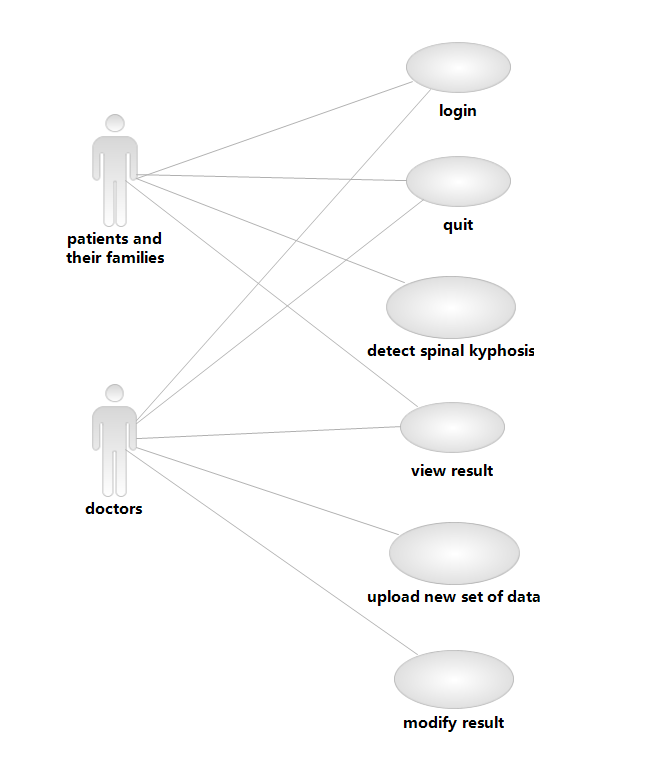 login
quit
patients and
their families
detect spinal kyphosis
view result
doctors
upload new set of data
modify result